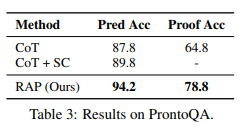 Method Pred Acc Proof Acc
CoT 87.8 64.8
CoT + SC 89.8 -
RAP (Ours) 94.2 78.8
Table 3: Results on ProntoQA.